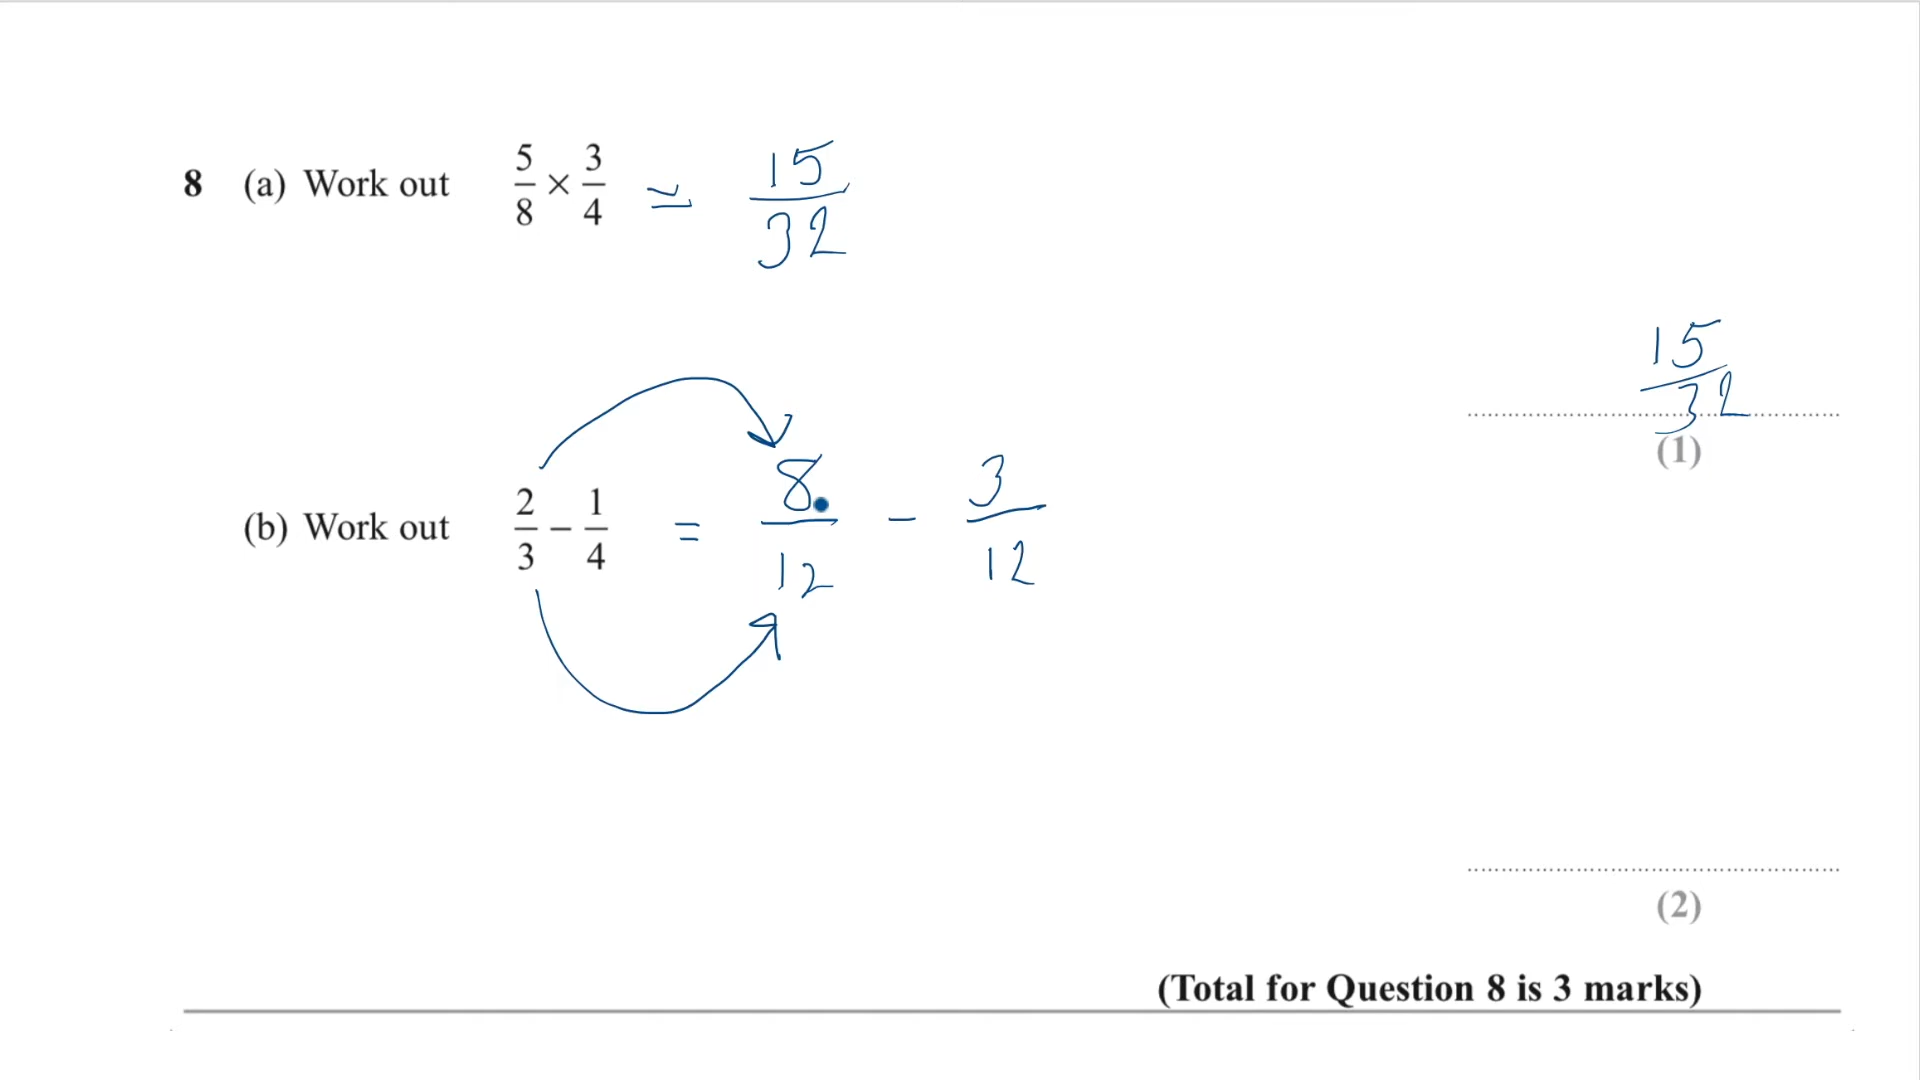 8 (a) Work out 5/8 × 3/4 = 15/32
15/32
(1)
(b) Work out 2/3 − 1/4 = 8/12 − 3/12
(2)
(Total for Question 8 is 3 marks)